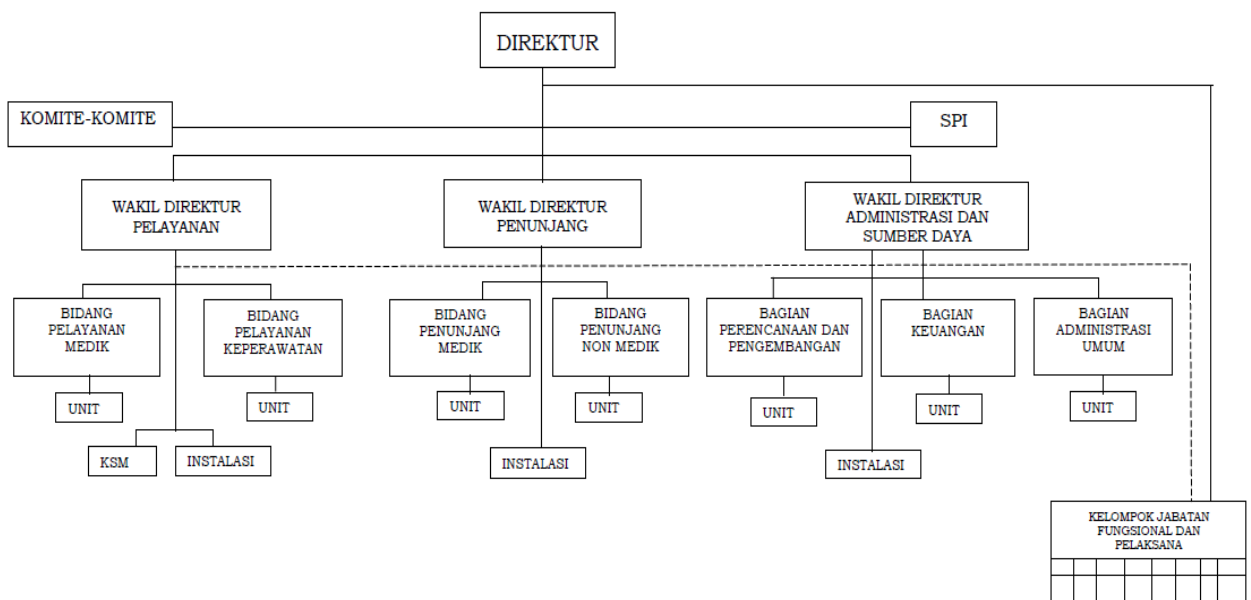 DIREKTUR
KOMITE-KOMITE
SPI
WAKIL DIREKTUR
PELAYANAN
WAKIL DIREKTUR
PENUNJANG
WAKIL DIREKTUR
ADMINISTRASI DAN
SUMBER DAYA
BIDANG
PELAYANAN
MEDIK
BIDANG
PELAYANAN
KEPERAWATAN
BIDANG
PENUNJANG
MEDIK
BIDANG
PENUNJANG
NON MEDIK
BAGIAN
PERENCANAAN DAN
PENGEMBANGAN
BAGIAN
KEUANGAN
BAGIAN
ADMINISTRASI
UMUM
UNIT
UNIT
UNIT
UNIT
UNIT
UNIT
UNIT
KSM
INSTALASI
INSTALASI
INSTALASI
KELOMPOK JABATAN
FUNGSIONAL DAN
PELAKSANA